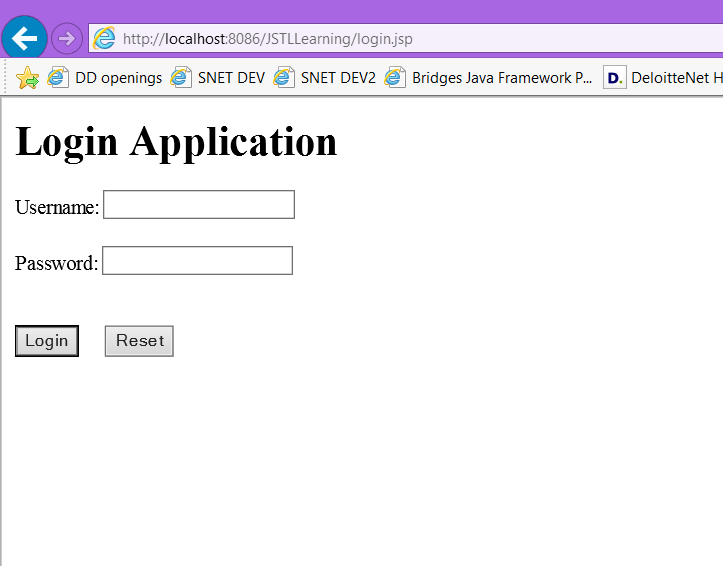 http://localhost:8086/JSTLLearning/login.jsp
DD openings SNET DEV SNET DEV2 Bridges Java Framework P... D. DeloitteNet H
Login Application
Username:
Password:
Login Reset